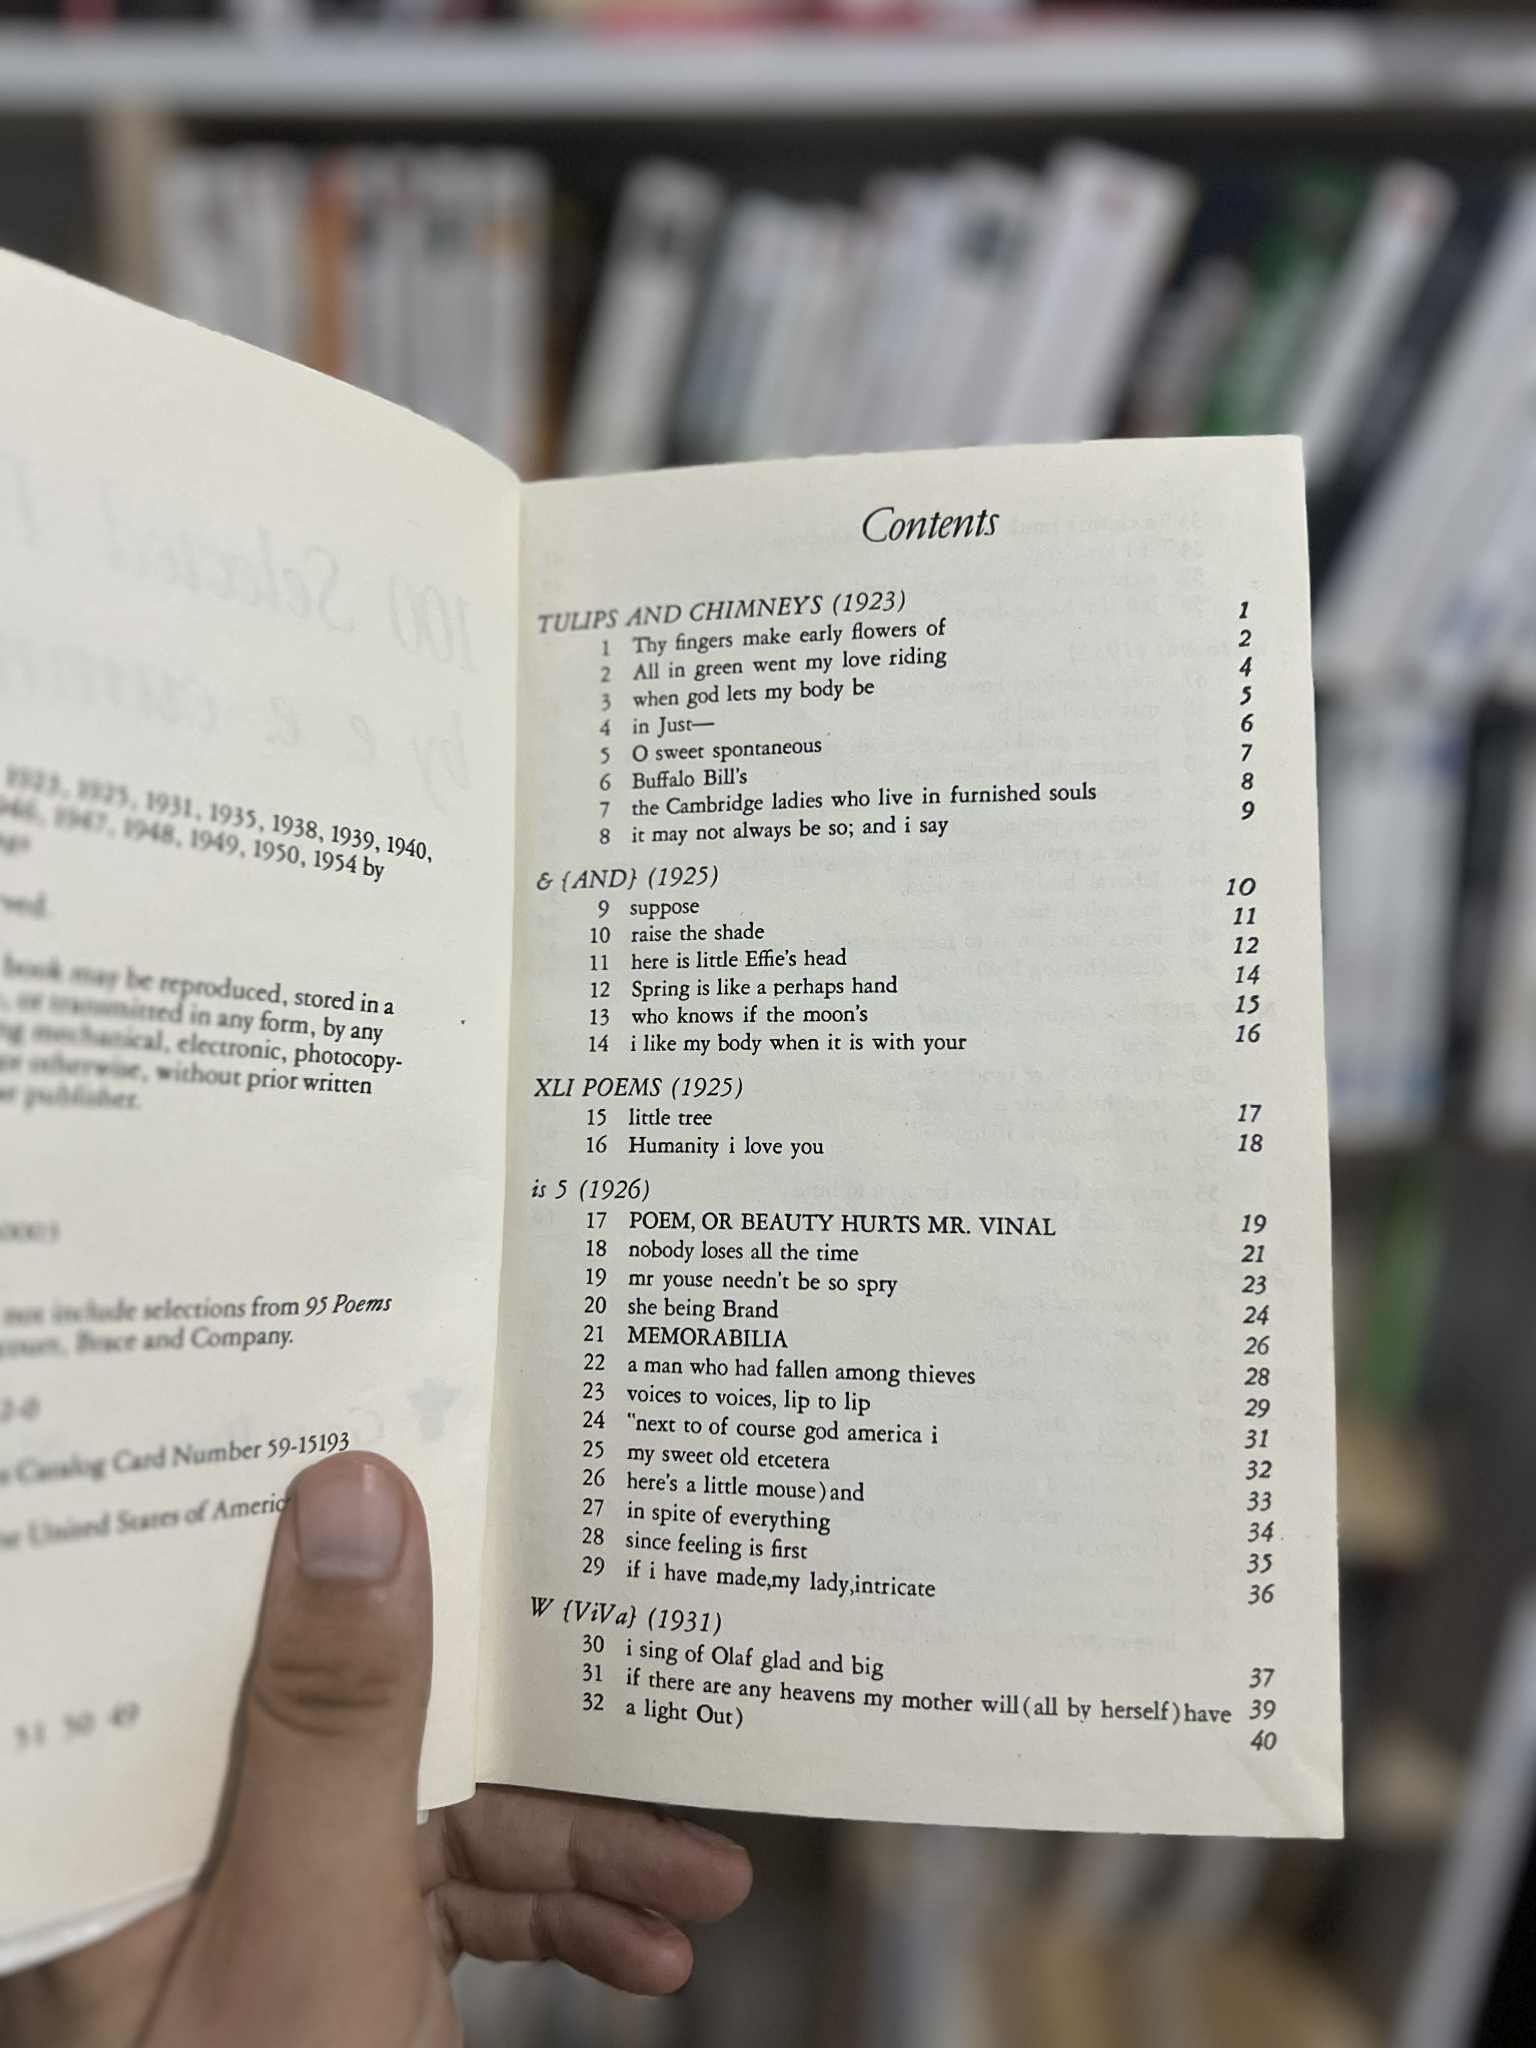 1923, 1925, 1931, 1935, 1938, 1939, 1940,
1946, 1947, 1948, 1949, 1950, 1954 by
book may be reproduced, stored in a
or transmitted in any form, by any
mechanical, electronic, photocopy-
otherwise, without prior written
publisher.
not include selections from 95 Poems
Brace and Company.
Catalog Card Number 59-15193
United States of Americ
51 50 49
Contents
TULIPS AND CHIMNEYS (1923)
1 Thy fingers make early flowers of 1
2 All in green went my love riding 2
3 when god lets my body be 4
4 in Just— 5
5 O sweet spontaneous 6
6 Buffalo Bill's 7
7 the Cambridge ladies who live in furnished souls 8
8 it may not always be so; and i say 9
& {AND} (1925)
9 suppose 10
10 raise the shade 11
11 here is little Effie's head 12
12 Spring is like a perhaps hand 14
13 who knows if the moon's 15
14 i like my body when it is with your 16
XLI POEMS (1925)
15 little tree 17
16 Humanity i love you 18
is 5 (1926)
17 POEM, OR BEAUTY HURTS MR. VINAL 19
18 nobody loses all the time 21
19 mr youse needn't be so spry 23
20 she being Brand 24
21 MEMORABILIA 26
22 a man who had fallen among thieves 28
23 voices to voices, lip to lip 29
24 "next to of course god america i 31
25 my sweet old etcetera 32
26 here's a little mouse)and 33
27 in spite of everything 34
28 since feeling is first 35
29 if i have made,my lady,intricate 36
W {ViVa} (1931)
30 i sing of Olaf glad and big 37
31 if there are any heavens my mother will(all by herself)have 39
32 a light Out) 40